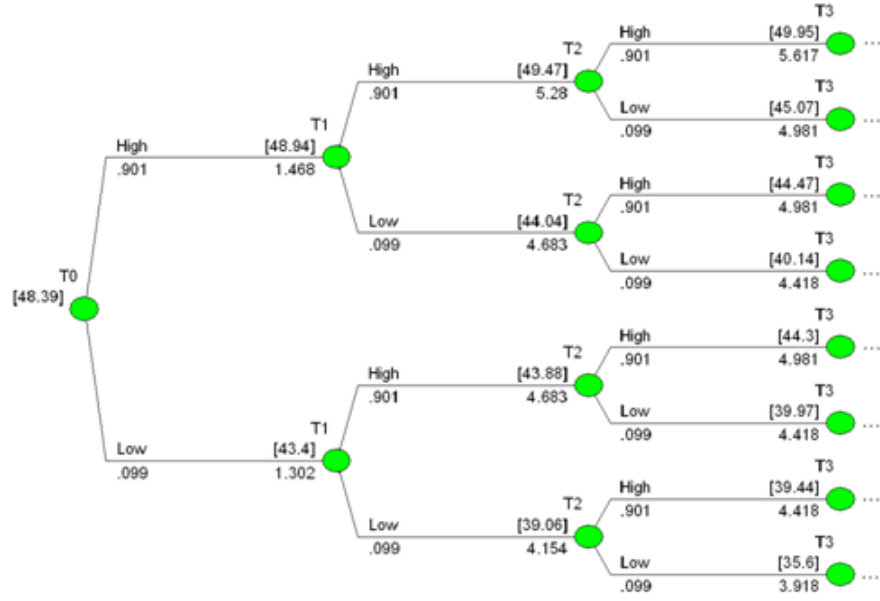 T3
High [49.95]
T2
.901 5.617
High [49.47]
T3
.901 5.28
Low [45.07]
T1
.099 4.981
High [48.94]
.901 1.468
T3
High [44.47]
T2
.901 4.981
Low [44.04]
T3
.099 4.683
Low [40.14]
T0
.099 4.418
[48.39]
T3
High [44.3]
T2
.901 4.981
High [43.88]
T3
.901 4.683
Low [39.97]
T1
.099 4.418
Low [43.4]
.099 1.302
T3
High [39.44]
T2
.901 4.418
Low [39.06]
T3
.099 4.154
Low [35.6]
.099 3.918